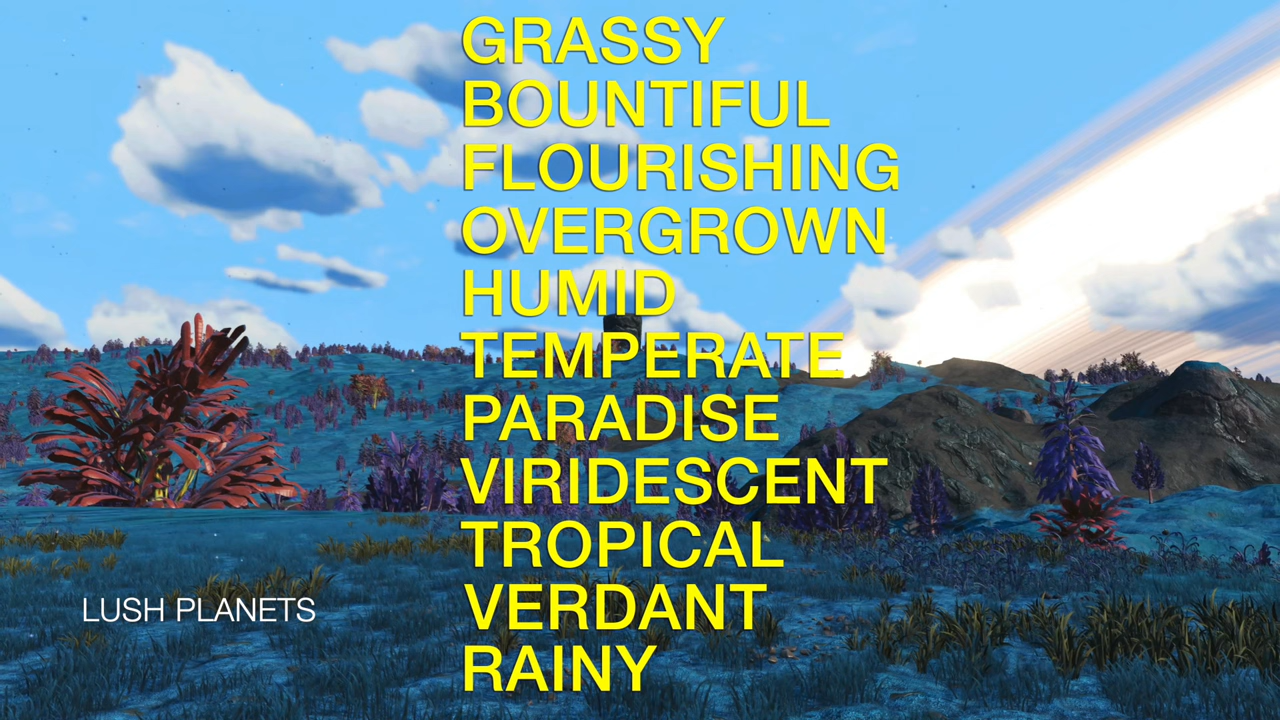 GRASSY
BOUNTIFUL
FLOURISHING
OVERGROWN
HUMID
TEMPERATE
PARADISE
VIRIDESCENT
TROPICAL
VERDANT
RAINY
LUSH PLANETS